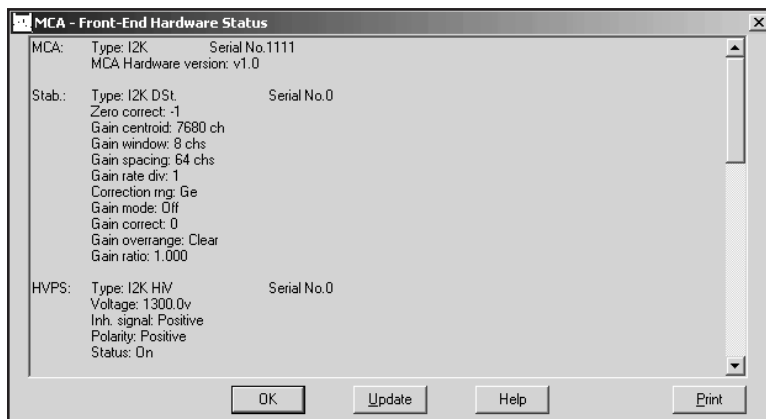 MCA - Front-End Hardware Status
MCA: Type: I2K Serial No.1111
MCA Hardware version: v1.0
Stab.: Type: I2K DSt. Serial No.0
Zero correct: -1
Gain centroid: 7680 ch
Gain window: 8 chs
Gain spacing: 64 chs
Gain rate div: 1
Correction rng: Ge
Gain mode: Off
Gain correct: 0
Gain overrange: Clear
Gain ratio: 1.000
HVPS: Type: I2K HiV Serial No.0
Voltage: 1300.0v
Inh. signal: Positive
Polarity: Positive
Status: On
OK Update Help Print